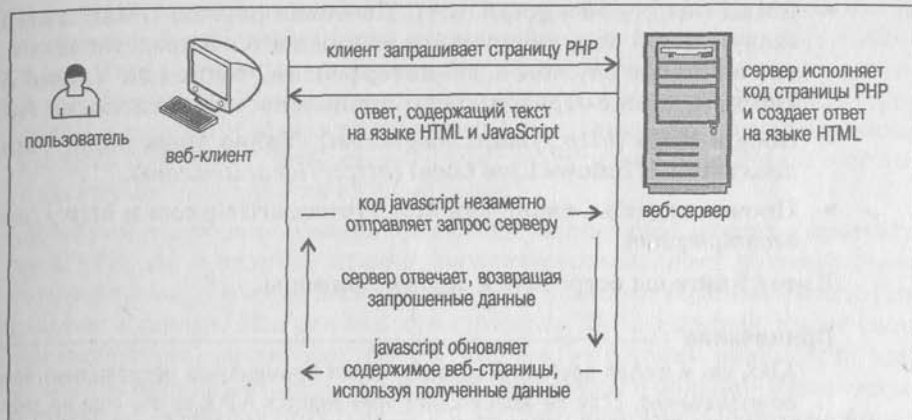 клиент запрашивает страницу PHP
сервер исполняет
код страницы PHP
и создает ответ
на языке HTML
ответ, содержащий текст
на языке HTML и JavaScript
пользователь
веб-клиент
веб-сервер
код javascript незаметно
отправляет запрос серверу
сервер отвечает, возвращая
запрошенные данные
javascript обновляет
содержимое веб-страницы,
используя полученные данные